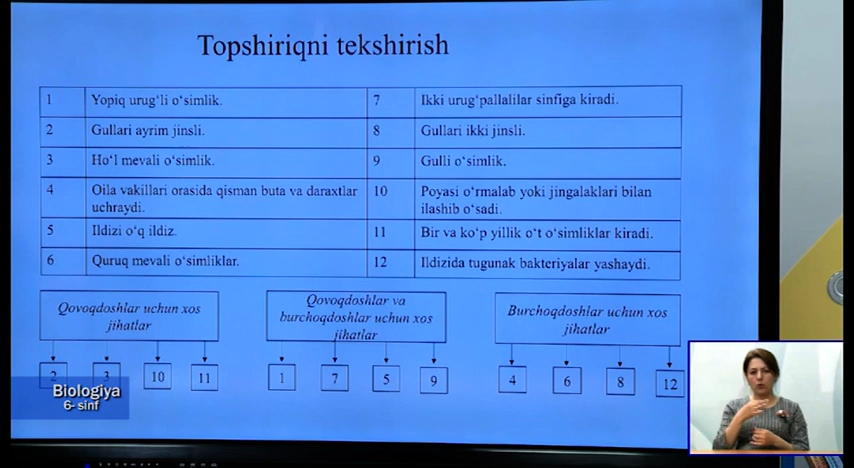 Topshiriqni tekshirish
1 Yopiq urug‘li o‘simlik. 7 Ikki urug‘pallalilar sinfiga kiradi.
2 Gullari ayrim jinsli. 8 Gullari ikki jinsli.
3 Ho‘l mevali o‘simlik. 9 Gulli o‘simlik.
4 Oila vakillari orasida qisman buta va daraxtlar uchraydi. 10 Poyasi o‘rmalab yoki jingalaklari bilan ilashib o‘sadi.
5 Ildizi o‘q ildiz. 11 Bir va ko‘p yillik o‘t o‘simliklar kiradi.
6 Quruq mevali o‘simliklar. 12 Ildizida tugunak bakteriyalar yashaydi.
Qovoqdoshlar uchun xos
jihatlar
Qovoqdoshlar va
burchoqdoshlar uchun xos
jihatlar
Burchoqdoshlar uchun xos
jihatlar
2 3 10 11 1 7 5 9 4 6 8 12
Biologiya
6- sinf